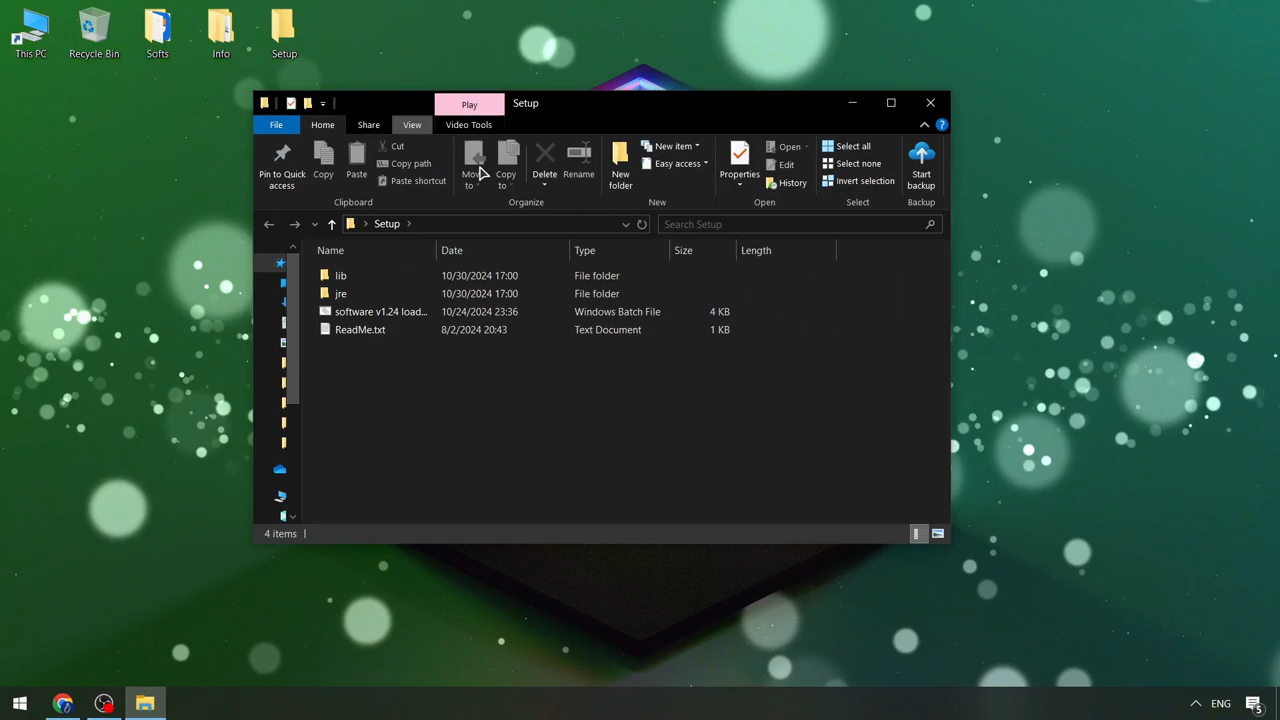 This PC
Recycle Bin
Softs
Info
Setup
Play
Setup
File
Home
Share
View
Video Tools
Pin to Quick access
Copy
Paste
Cut
Copy path
Paste shortcut
Move to
Copy to
Delete
Rename
New folder
New item
Easy access
Properties
Open
Edit
History
Select all
Select none
Invert selection
Start backup
Clipboard
Organize
New
Open
Select
Backup
Setup
Search Setup
Name Date Type Size Length
lib 10/30/2024 17:00 File folder
jre 10/30/2024 17:00 File folder
software v1.24 load... 10/24/2024 23:36 Windows Batch File 4 KB
ReadMe.txt 8/2/2024 20:43 Text Document 1 KB
4 items
ENG
5